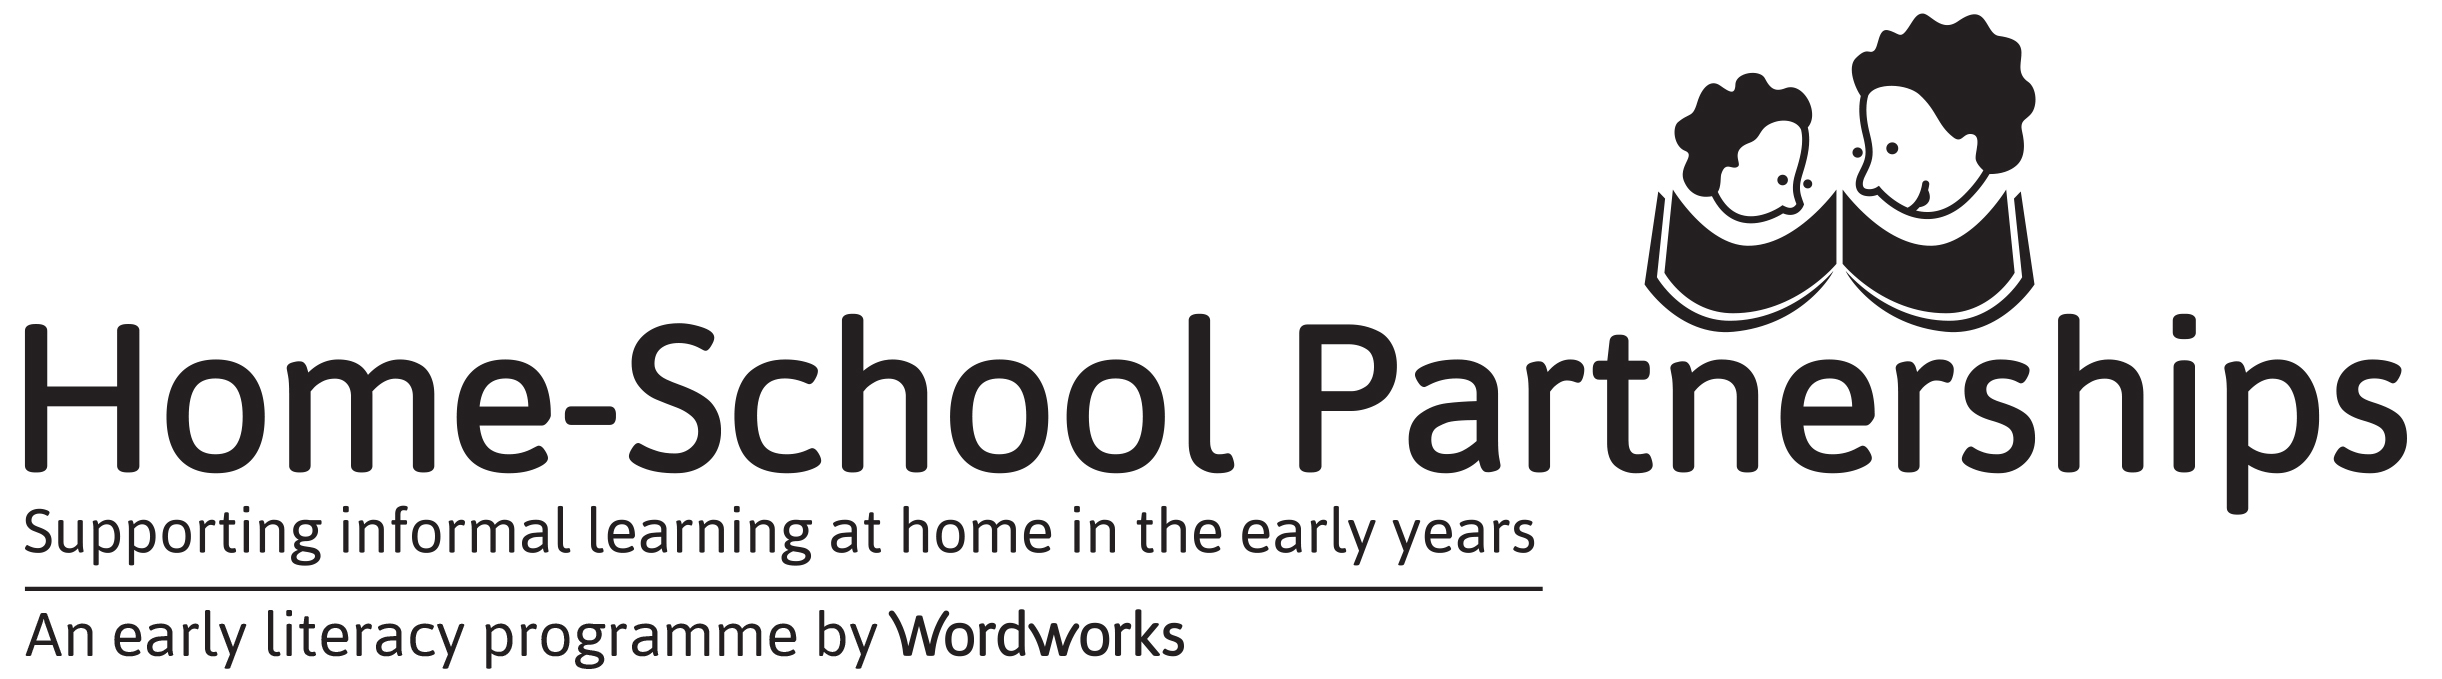 Home-School Partnerships
Supporting informal learning at home in the early years
An early literacy programme by Wordworks